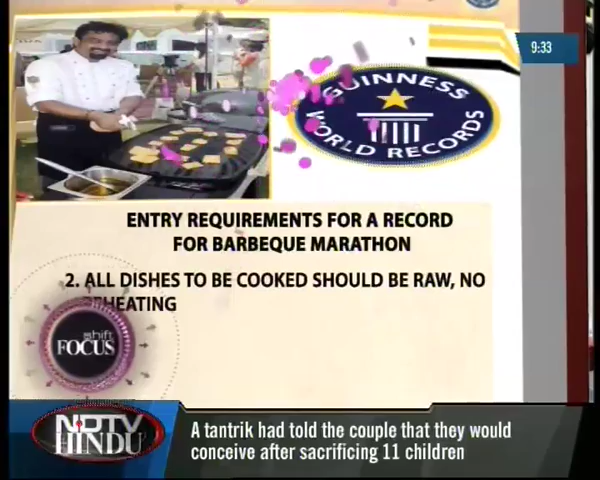 9:33
GUINNESS
WORLD RECORDS
ENTRY REQUIREMENTS FOR A RECORD
FOR BARBEQUE MARATHON
2. ALL DISHES TO BE COOKED SHOULD BE RAW, NO
shift
FOCUS
NDTV
HINDU
A tantrik had told the couple that they would
conceive after sacrificing 11 children